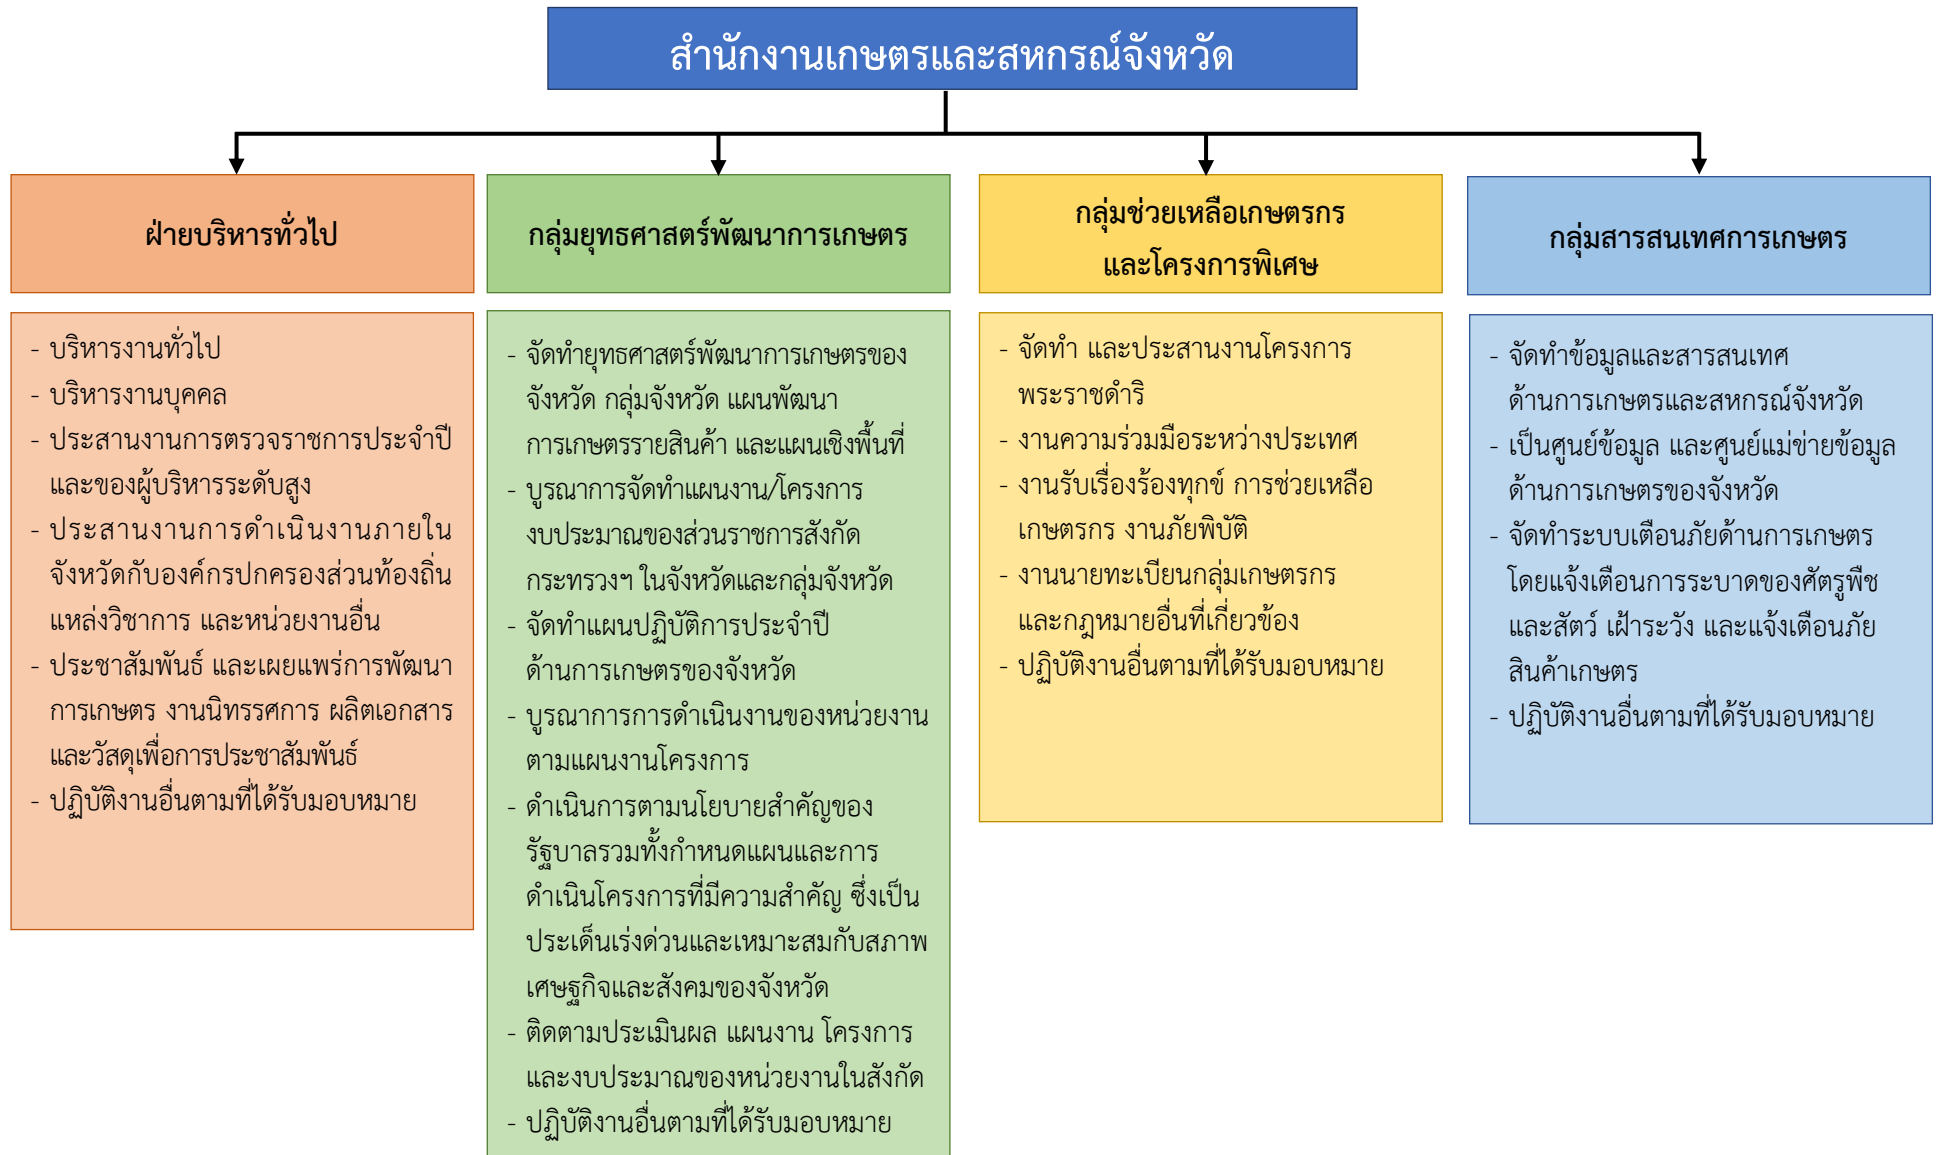 สำนักงานเกษตรและสหกรณ์จังหวัด
ฝ่ายบริหารทั่วไป
- บริหารงานทั่วไป
- บริหารงานบุคคล
- ประสานงานการตรวจราชการประจำปี
และของผู้บริหารระดับสูง
- ประสานงานการดำเนินงานภายใน
จังหวัดกับองค์กรปกครองส่วนท้องถิ่น
แหล่งวิชาการ และหน่วยงานอื่น
- ประชาสัมพันธ์ และเผยแพร่การพัฒนา
การเกษตร งานนิทรรศการ ผลิตเอกสาร
และวัสดุเพื่อการประชาสัมพันธ์
- ปฏิบัติงานอื่นตามที่ได้รับมอบหมาย
กลุ่มยุทธศาสตร์พัฒนาการเกษตร
- จัดทำยุทธศาสตร์พัฒนาการเกษตรของ
จังหวัด กลุ่มจังหวัด แผนพัฒนา
การเกษตรรายสินค้า และแผนเชิงพื้นที่
- บูรณาการจัดทำแผนงาน/โครงการ
งบประมาณของส่วนราชการสังกัด
กระทรวงฯ ในจังหวัดและกลุ่มจังหวัด
- จัดทำแผนปฏิบัติการประจำปี
ด้านการเกษตรของจังหวัด
- บูรณาการการดำเนินงานของหน่วยงาน
ตามแผนงานโครงการ
- ดำเนินการตามนโยบายสำคัญของ
รัฐบาลรวมทั้งกำหนดแผนและการ
ดำเนินโครงการที่มีความสำคัญ ซึ่งเป็น
ประเด็นเร่งด่วนและเหมาะสมกับสภาพ
เศรษฐกิจและสังคมของจังหวัด
- ติดตามประเมินผล แผนงาน โครงการ
และงบประมาณของหน่วยงานในสังกัด
- ปฏิบัติงานอื่นตามที่ได้รับมอบหมาย
กลุ่มช่วยเหลือเกษตรกร
และโครงการพิเศษ
- จัดทำ และประสานงานโครงการ
พระราชดำริ
- งานความร่วมมือระหว่างประเทศ
- งานรับเรื่องร้องทุกข์ การช่วยเหลือ
เกษตรกร งานภัยพิบัติ
- งานนายทะเบียนกลุ่มเกษตรกร
และกฎหมายอื่นที่เกี่ยวข้อง
- ปฏิบัติงานอื่นตามที่ได้รับมอบหมาย
กลุ่มสารสนเทศการเกษตร
- จัดทำข้อมูลและสารสนเทศ
ด้านการเกษตรและสหกรณ์จังหวัด
- เป็นศูนย์ข้อมูล และศูนย์แม่ข่ายข้อมูล
ด้านการเกษตรของจังหวัด
- จัดทำระบบเตือนภัยด้านการเกษตร
โดยแจ้งเตือนการระบาดของศัตรูพืช
และสัตว์ เฝ้าระวัง และแจ้งเตือนภัย
สินค้าเกษตร
- ปฏิบัติงานอื่นตามที่ได้รับมอบหมาย